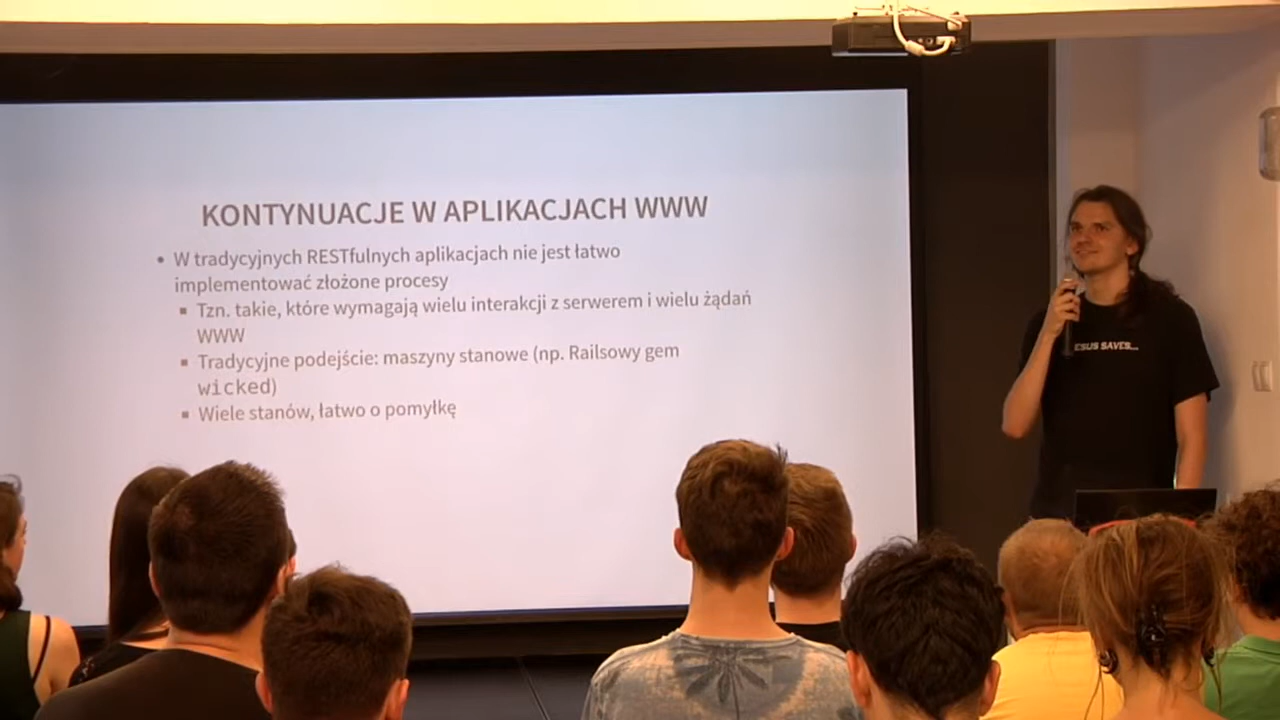 KONTYNUACJE W APLIKACJACH WWW
• W tradycyjnych RESTfulnych aplikacjach nie jest łatwo
implementować złożone procesy
▪ Tzn. takie, które wymagają wielu interakcji z serwerem i wielu żądań
WWW
▪ Tradycyjne podejście: maszyny stanowe (np. Railsowy gem
wicked)
▪ Wiele stanów, łatwo o pomyłkę
ESUS SAVES...